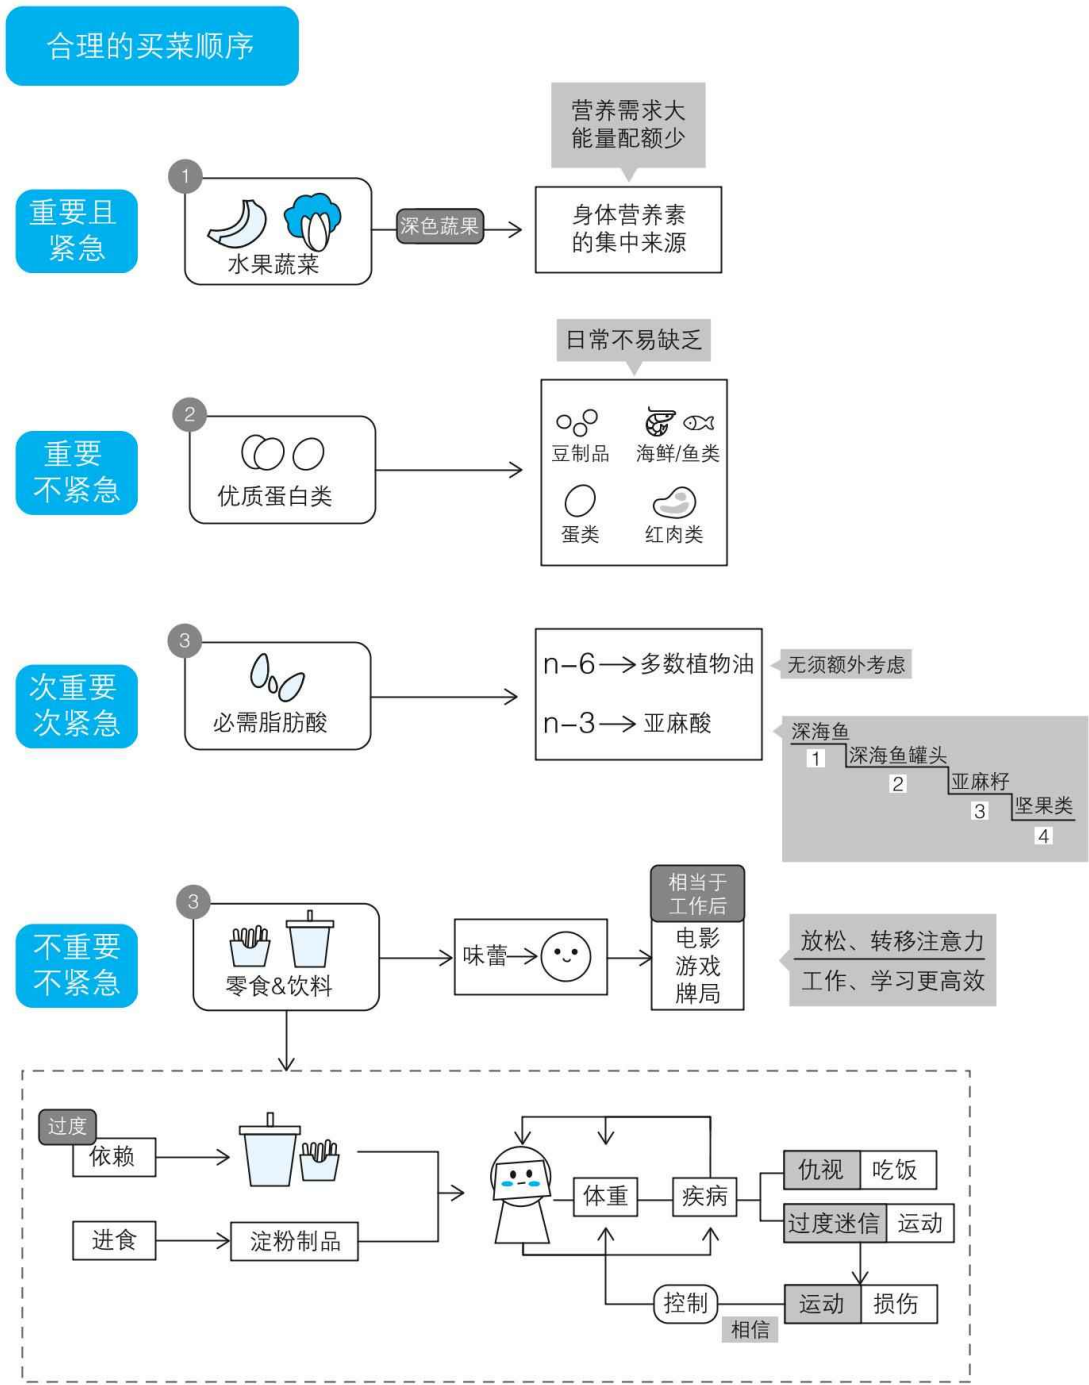 合理的买菜顺序
营养需求大
能量配额少
重要且
紧急
1
水果蔬菜
深色蔬果
身体营养素
的集中来源
日常不易缺乏
重要
不紧急
2
优质蛋白类
豆制品
海鲜/鱼类
蛋类
红肉类
次重要
次紧急
3
必需脂肪酸
n-6
多数植物油
无须额外考虑
n-3
亚麻酸
深海鱼
1
深海鱼罐头
2
亚麻籽
3
坚果类
4
不重要
不紧急
3
零食&饮料
味蕾
相当于
工作后
电影
游戏
牌局
放松、转移注意力
工作、学习更高效
过度
依赖
进食
淀粉制品
体重
疾病
仇视
吃饭
过度迷信
运动
控制
相信
运动
损伤